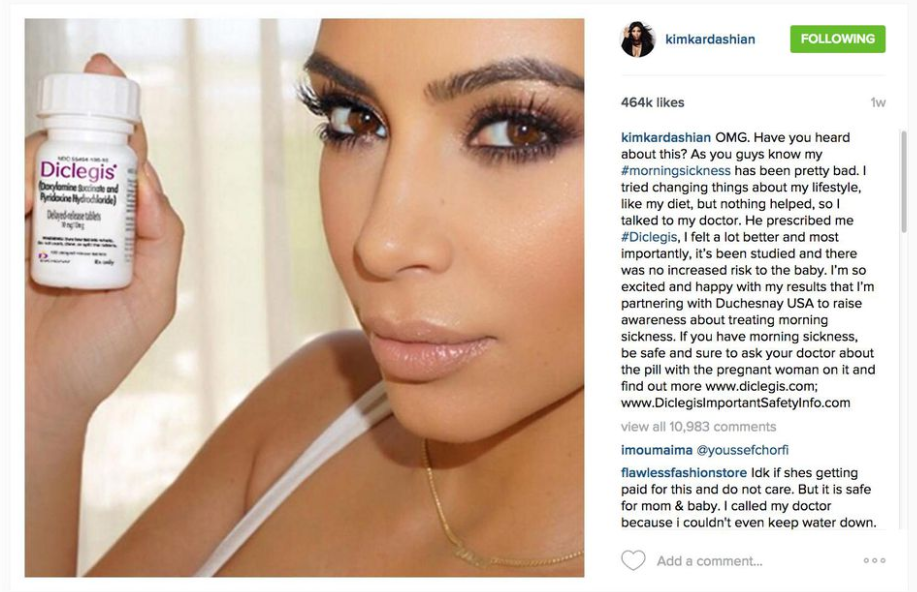 Diclegis
(Doxylamine Succinate and
Pyridoxine Hydrochloride)
Delayed-release tablets
10 mg/10mg
Rx only
kimkardashian
FOLLOWING
464k likes
1w
kimkardashian OMG. Have you heard
about this? As you guys know my
#morningsickness has been pretty bad. I
tried changing things about my lifestyle,
like my diet, but nothing helped, so I
talked to my doctor. He prescribed me
#Diclegis, I felt a lot better and most
importantly, it's been studied and there
was no increased risk to the baby. I'm so
excited and happy with my results that I'm
partnering with Duchesnay USA to raise
awareness about treating morning
sickness. If you have morning sickness,
be safe and sure to ask your doctor about
the pill with the pregnant woman on it and
find out more www.diclegis.com;
www.DiclegisImportantSafetyInfo.com
view all 10,983 comments
imoumaima @youssefchorfi
flawlessfashionstore Idk if shes getting
paid for this and do not care. But it is safe
for mom & baby. I called my doctor
because i couldn't even keep water down.
Add a comment...